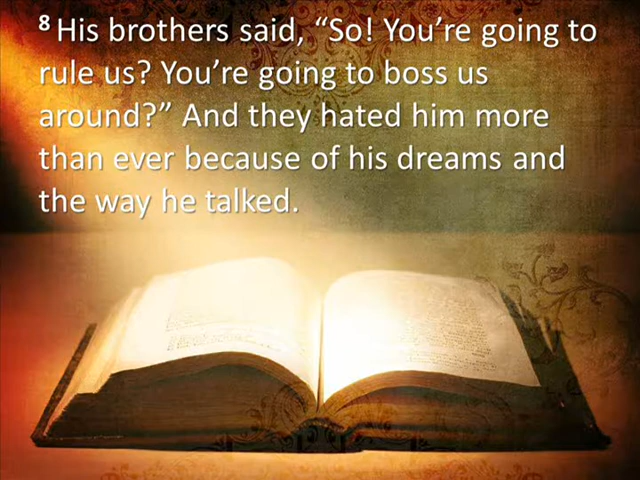 8 His brothers said, “So! You’re going to
rule us? You’re going to boss us
around?” And they hated him more
than ever because of his dreams and
the way he talked.